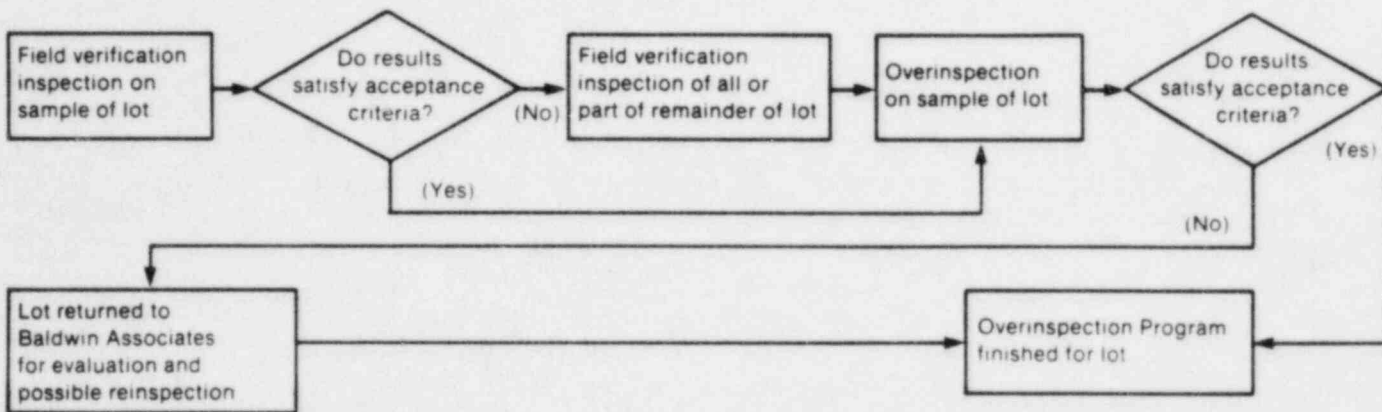 Field verification
inspection on
sample of lot
Do results
satisfy acceptance
criteria?
(No)
(Yes)
Field verification
inspection of all or
part of remainder of lot
Overinspection
on sample of lot
Do results
satisfy acceptance
criteria?
(Yes)
(No)
Lot returned to
Baldwin Associates
for evaluation and
possible reinspection
Overinspection Program
finished for lot